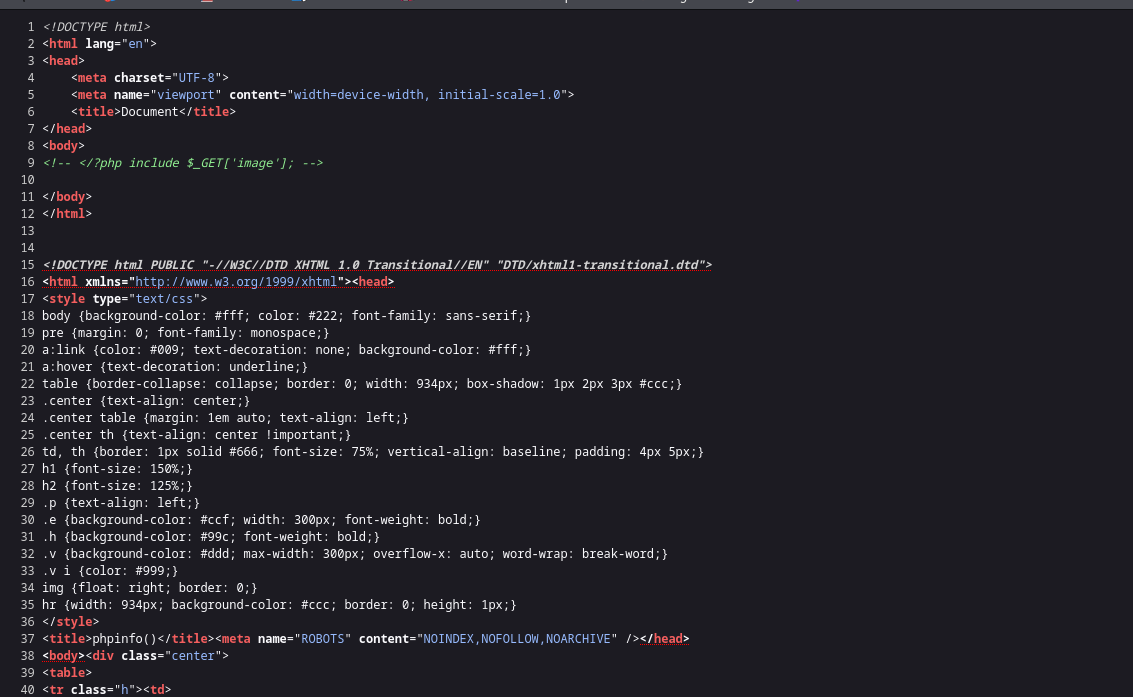 1 <!DOCTYPE html>
2 <html lang="en">
3 <head>
4     <meta charset="UTF-8">
5     <meta name="viewport" content="width=device-width, initial-scale=1.0">
6     <title>Document</title>
7 </head>
8 <body>
9 <!-- </?php include $_GET['image']; -->
10
11 </body>
12 </html>
13
14
15 <!DOCTYPE html PUBLIC "-//W3C//DTD XHTML 1.0 Transitional//EN" "DTD/xhtml1-transitional.dtd">
16 <html xmlns="http://www.w3.org/1999/xhtml"><head>
17 <style type="text/css">
18 body {background-color: #fff; color: #222; font-family: sans-serif;}
19 pre {margin: 0; font-family: monospace;}
20 a:link {color: #009; text-decoration: none; background-color: #fff;}
21 a:hover {text-decoration: underline;}
22 table {border-collapse: collapse; border: 0; width: 934px; box-shadow: 1px 2px 3px #ccc;}
23 .center {text-align: center;}
24 .center table {margin: 1em auto; text-align: left;}
25 .center th {text-align: center !important;}
26 td, th {border: 1px solid #666; font-size: 75%; vertical-align: baseline; padding: 4px 5px;}
27 h1 {font-size: 150%;}
28 h2 {font-size: 125%;}
29 .p {text-align: left;}
30 .e {background-color: #ccf; width: 300px; font-weight: bold;}
31 .h {background-color: #99c; font-weight: bold;}
32 .v {background-color: #ddd; max-width: 300px; overflow-x: auto; word-wrap: break-word;}
33 .v i {color: #999;}
34 img {float: right; border: 0;}
35 hr {width: 934px; background-color: #ccc; border: 0; height: 1px;}
36 </style>
37 <title>phpinfo()</title><meta name="ROBOTS" content="NOINDEX,NOFOLLOW,NOARCHIVE" /></head>
38 <body><div class="center">
39 <table>
40 <tr class="h"><td>